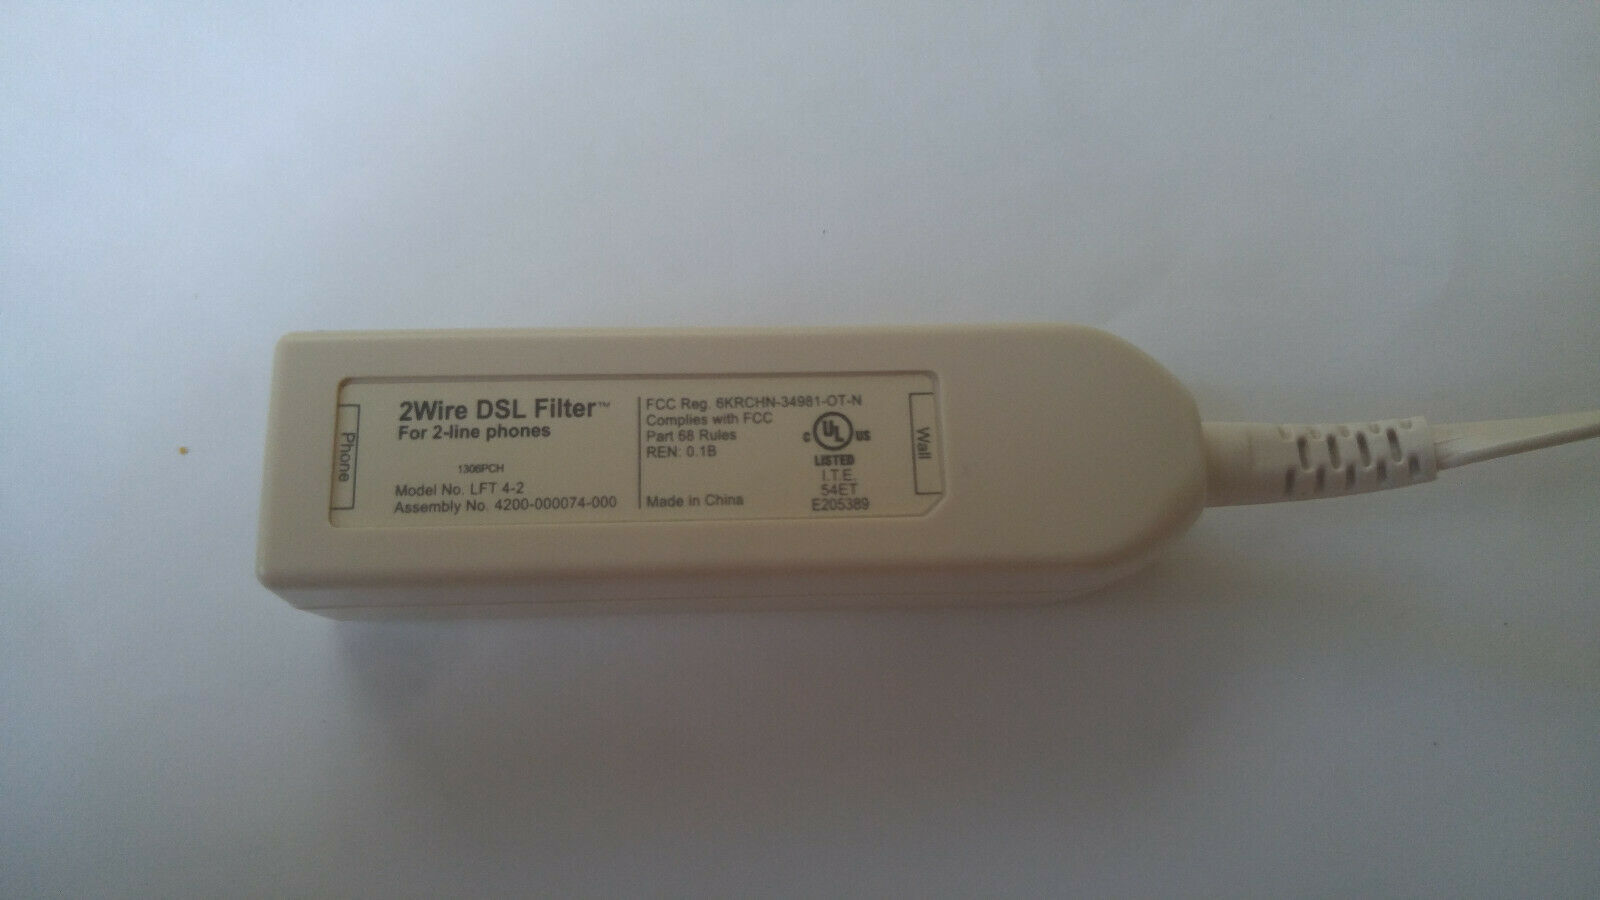 Phone
2Wire DSL Filter™
For 2-line phones
1306PCH
Model No. LFT 4-2
Assembly No. 4200-000074-000
FCC Reg. 6KRCHN-34981-OT-N
Complies with FCC
Part 68 Rules
REN: 0.1B
Made in China
C UL US
LISTED
I.T.E.
54ET
E205389
Wall